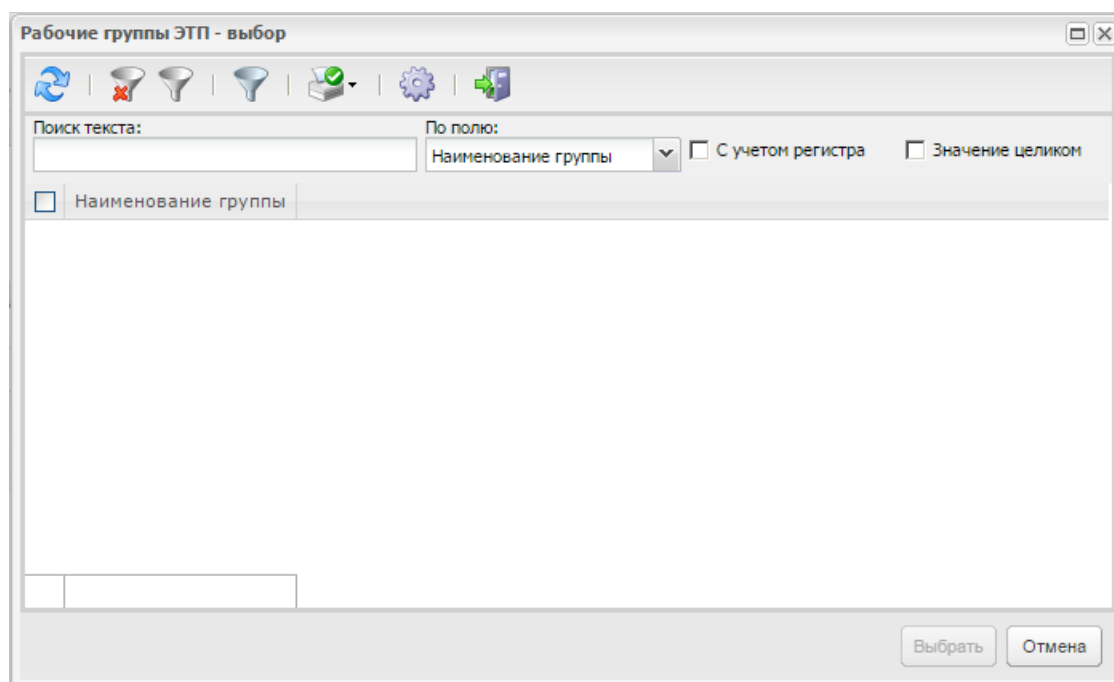 Рабочие группы ЭТП - выбор
Поиск текста: По полю:
Наименование группы С учетом регистра Значение целиком
Наименование группы
Выбрать Отмена